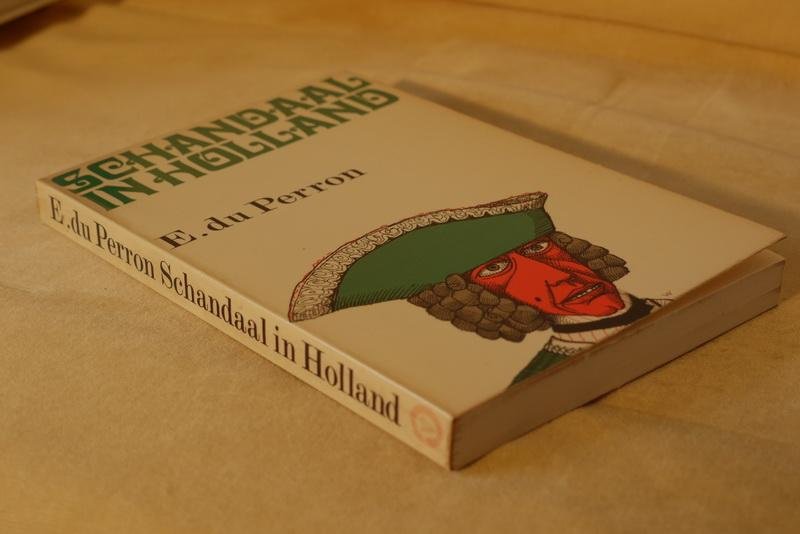 SCHANDAAL
IN HOLLAND
E. du Perron
E. du Perron Schandaal in Holland